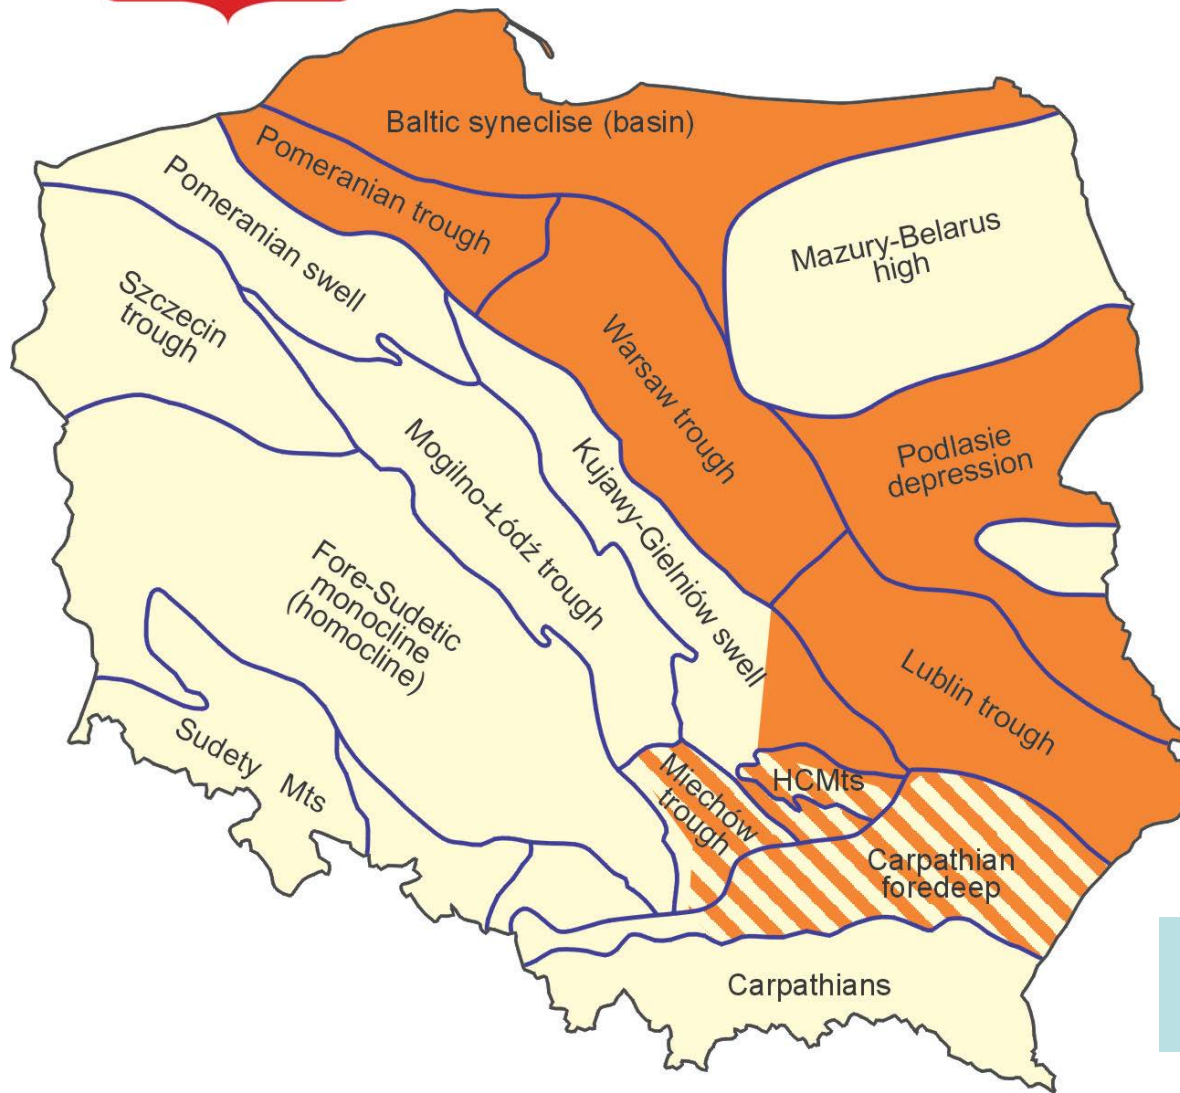 Baltic syneclise (basin)
Pomeranian trough
Pomeranian swell
Mazury-Belarus
high
Szczecin
trough
Warsaw trough
Podlasie
depression
Mogilno-Łódź trough
Kujawy-Gielniów swell
Fore-Sudetic
monocline
(homocline)
Lublin trough
Sudety Mts
Miechów
trough
HCMts
Carpathian
foredeep
Carpathians